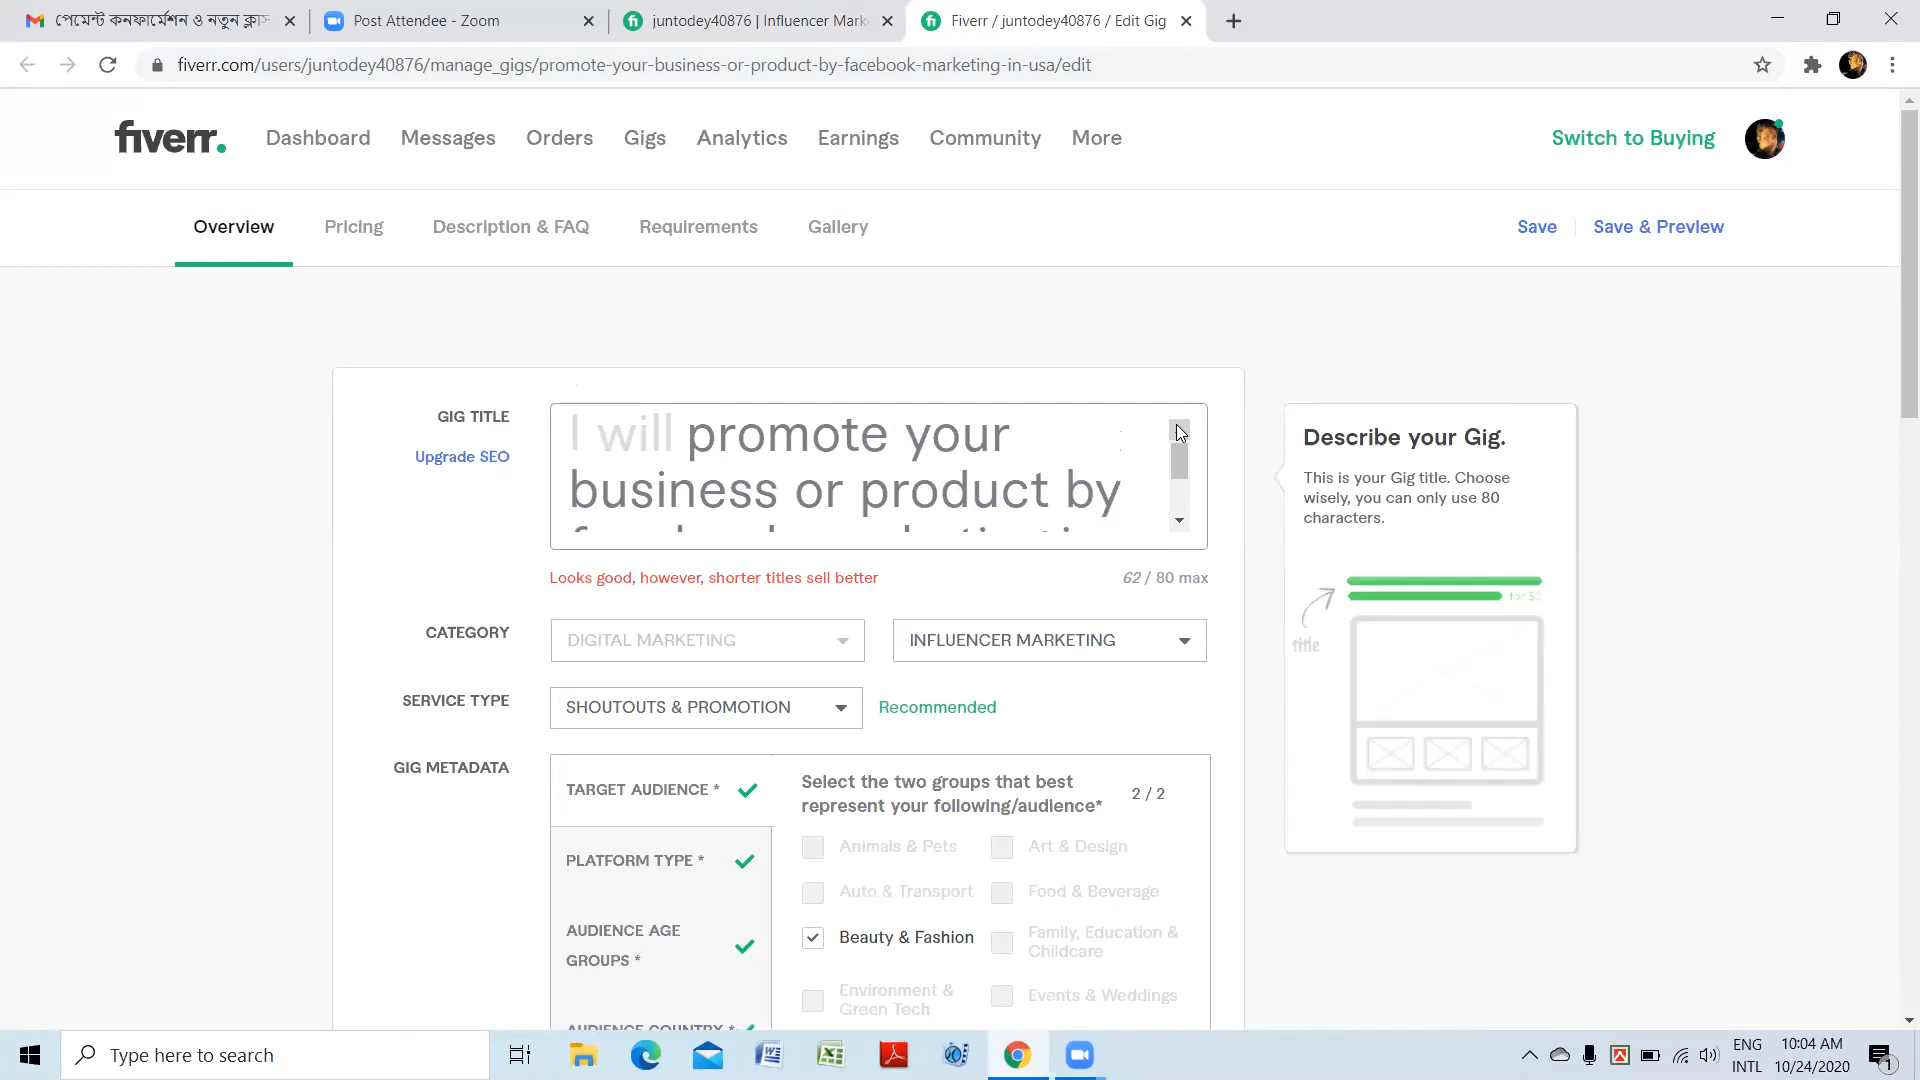 পেমেন্ট কনফার্মেশন ও নতুন ক্লাস
Post Attendee - Zoom
juntodey40876 | Influencer Mark
Fiverr / juntodey40876 / Edit Gig
fiverr.com/users/juntodey40876/manage_gigs/promote-your-business-or-product-by-facebook-marketing-in-usa/edit
fiverr.
Dashboard Messages Orders Gigs Analytics Earnings Community More
Switch to Buying
Overview Pricing Description & FAQ Requirements Gallery
Save Save & Preview
GIG TITLE
Upgrade SEO
I will promote your
business or product by
Looks good, however, shorter titles sell better
62 / 80 max
Describe your Gig.
This is your Gig title. Choose
wisely, you can only use 80
characters.
for $5
title
CATEGORY
DIGITAL MARKETING
INFLUENCER MARKETING
SERVICE TYPE
SHOUTOUTS & PROMOTION
Recommended
GIG METADATA
TARGET AUDIENCE *
PLATFORM TYPE *
AUDIENCE AGE
GROUPS *
AUDIENCE COUNTRY *
Select the two groups that best
represent your following/audience*
2 / 2
Animals & Pets
Art & Design
Auto & Transport
Food & Beverage
Beauty & Fashion
Family, Education &
Childcare
Environment &
Green Tech
Events & Weddings
Type here to search
ENG
INTL
10:04 AM
10/24/2020
1